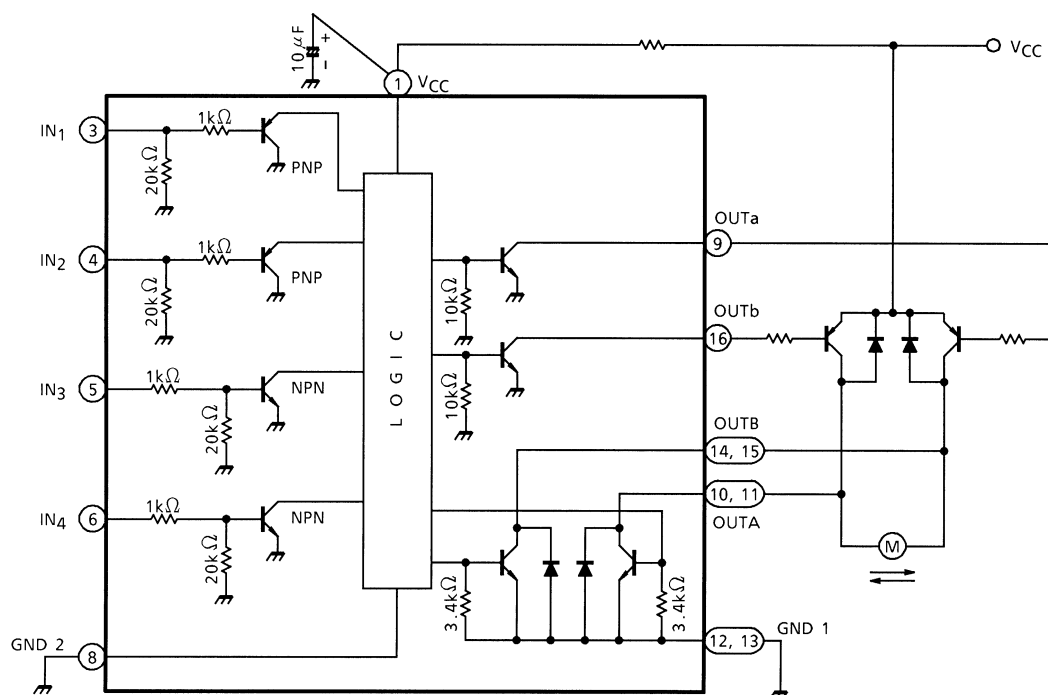 10μF
+
-
1
VCC
VCC
IN1
3
1kΩ
20kΩ
PNP
IN2
4
1kΩ
20kΩ
PNP
IN3
5
1kΩ
20kΩ
NPN
IN4
6
1kΩ
20kΩ
NPN
LOGIC
10kΩ
10kΩ
OUTa
9
OUTb
16
OUTB
14, 15
10, 11
OUTA
M
3.4kΩ
3.4kΩ
GND 2
8
12, 13
GND 1